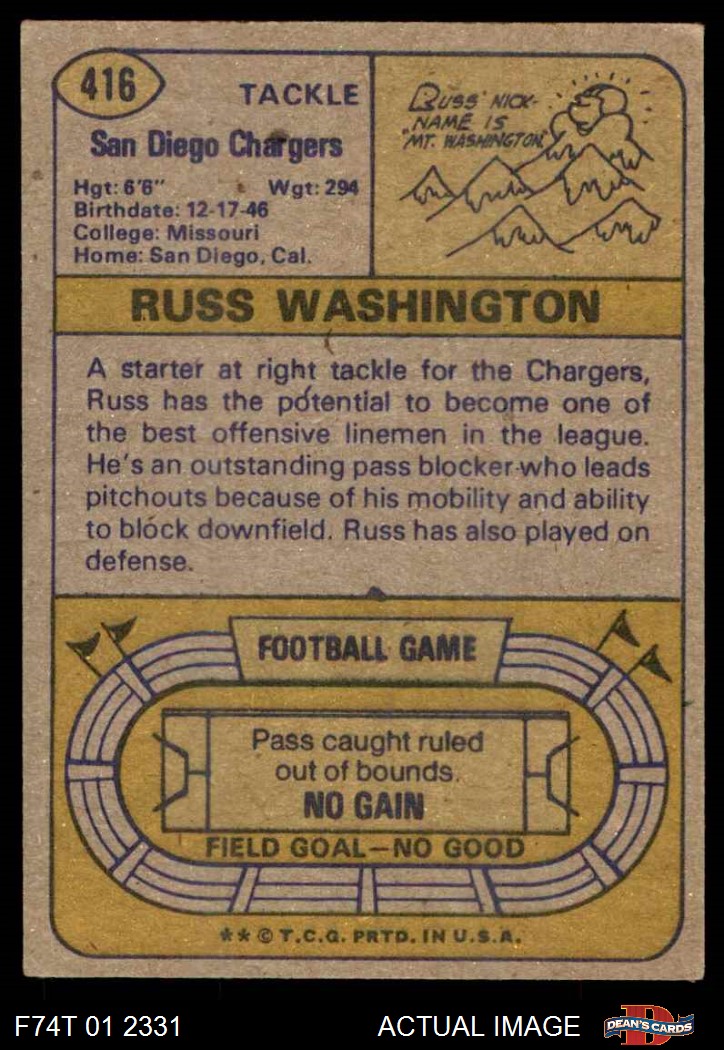 416
TACKLE
San Diego Chargers
Hgt: 6'6" Wgt: 294
Birthdate: 12-17-46
College: Missouri
Home: San Diego, Cal.
RUSS' NICK-
NAME IS
"MT. WASHINGTON."
RUSS WASHINGTON
A starter at right tackle for the Chargers,
Russ has the potential to become one of
the best offensive linemen in the league.
He's an outstanding pass blocker who leads
pitchouts because of his mobility and ability
to block downfield. Russ has also played on
defense.
FOOTBALL GAME
Pass caught ruled
out of bounds.
NO GAIN
FIELD GOAL—NO GOOD
** © T.C.G. PRTD. IN U.S.A.
F74T 01 2331 ACTUAL IMAGE
DEAN'S CARDS